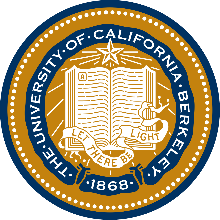 ·THE·UNIVERSITY·OF·CALIFORNIA·BERKELEY·
LET THERE BE LIGHT
·1868·